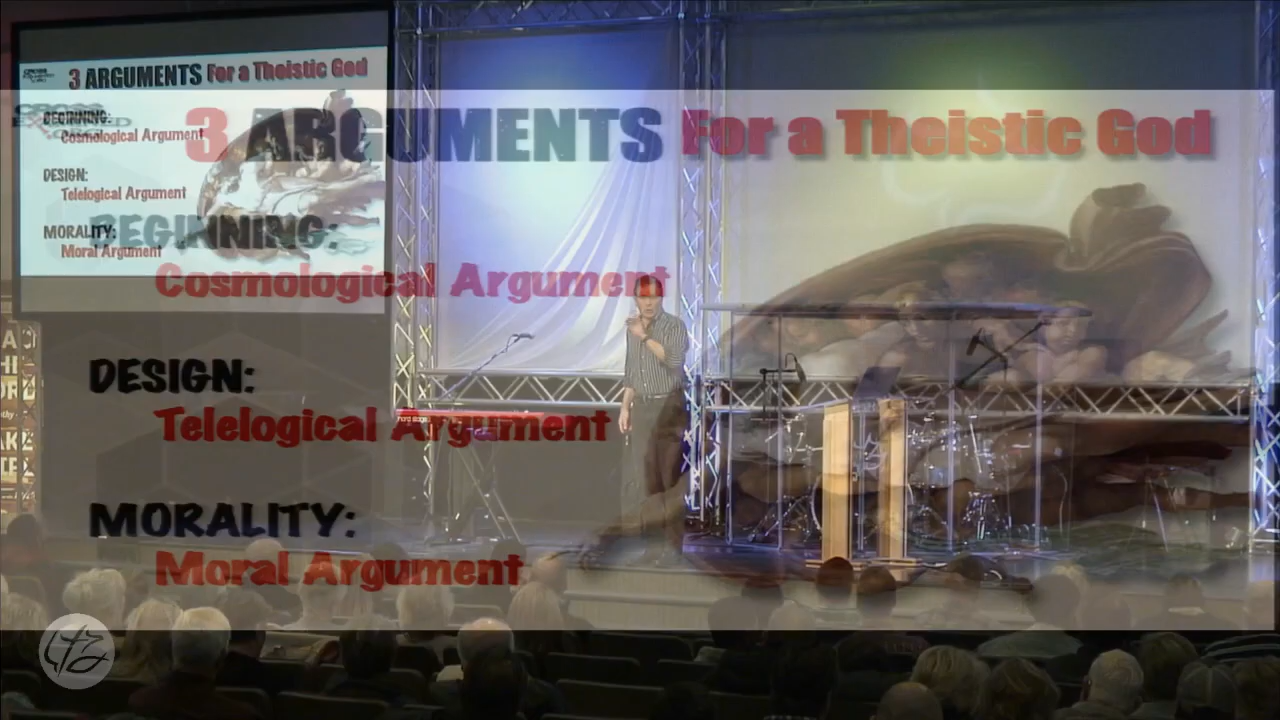 3 ARGUMENTS For a Theistic God
BEGINNING:
Cosmological Argument
DESIGN:
Telelogical Argument
MORALITY:
Moral Argument
3 ARGUMENTS For a Theistic God
BEGINNING:
Cosmological Argument
DESIGN:
Telelogical Argument
MORALITY:
Moral Argument